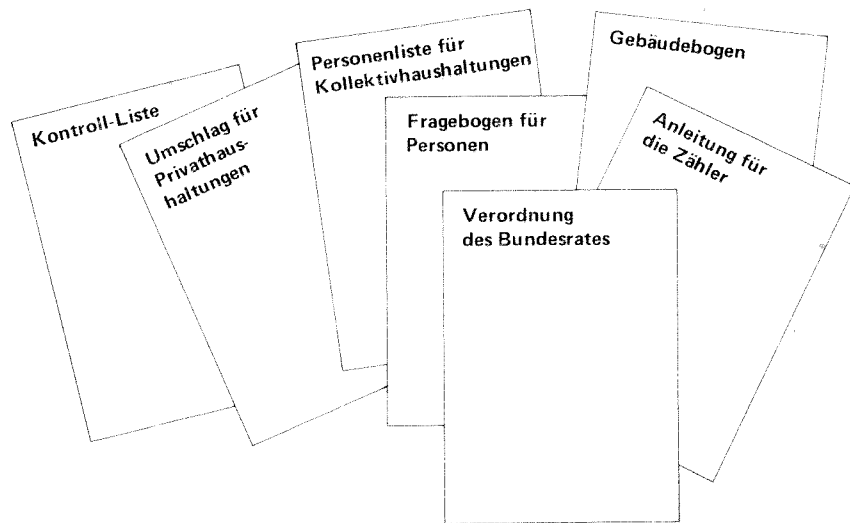 Kontroll-Liste
Umschlag für
Privathaus-
haltungen
Personenliste für
Kollektivhaushaltungen
Fragebogen für
Personen
Verordnung
des Bundesrates
Gebäudebogen
Anleitung für
die Zähler